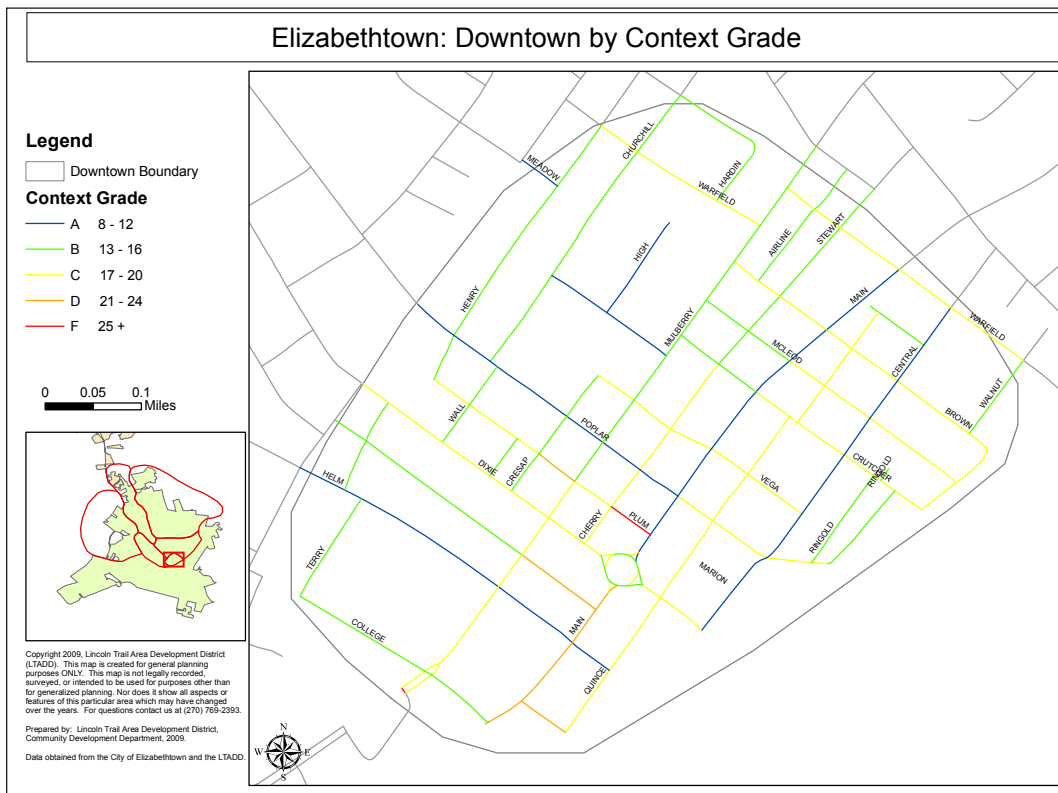 Elizabethtown: Downtown by Context Grade
Legend
Downtown Boundary
Context Grade
A 8 - 12
B 13 - 16
C 17 - 20
D 21 - 24
F 25 +
0 0.05 0.1
Miles
Copyright 2009, Lincoln Trail Area Development District
(LTADD). This map is created for general planning
purposes ONLY. This map is not legally recorded,
surveyed, or intended to be used for purposes other than
for generalized planning. Nor does it show all aspects or
features of this particular area which may have changed
over the years. For questions contact us at (270) 769-2393.
Prepared by: Lincoln Trail Area Development District,
Community Development Department, 2009.
Data obtained from the City of Elizabethtown and the LTADD.
N
W E
S
MEADOW
CHURCHILL
HARDIN
WARFIELD
AIRLINE
STEWART
HIGH
HENRY
MAIN
MULBERRY
WARFIELD
MCLEOD
CENTRAL
WALNUT
BROWN
WALL
POPLAR
DIXIE
CRESAP
CRUTCHER
RINGOLD
HELM
VEGA
CHERRY
PLUM
RINGOLD
TERRY
MARION
COLLEGE
MAIN
QUINCE